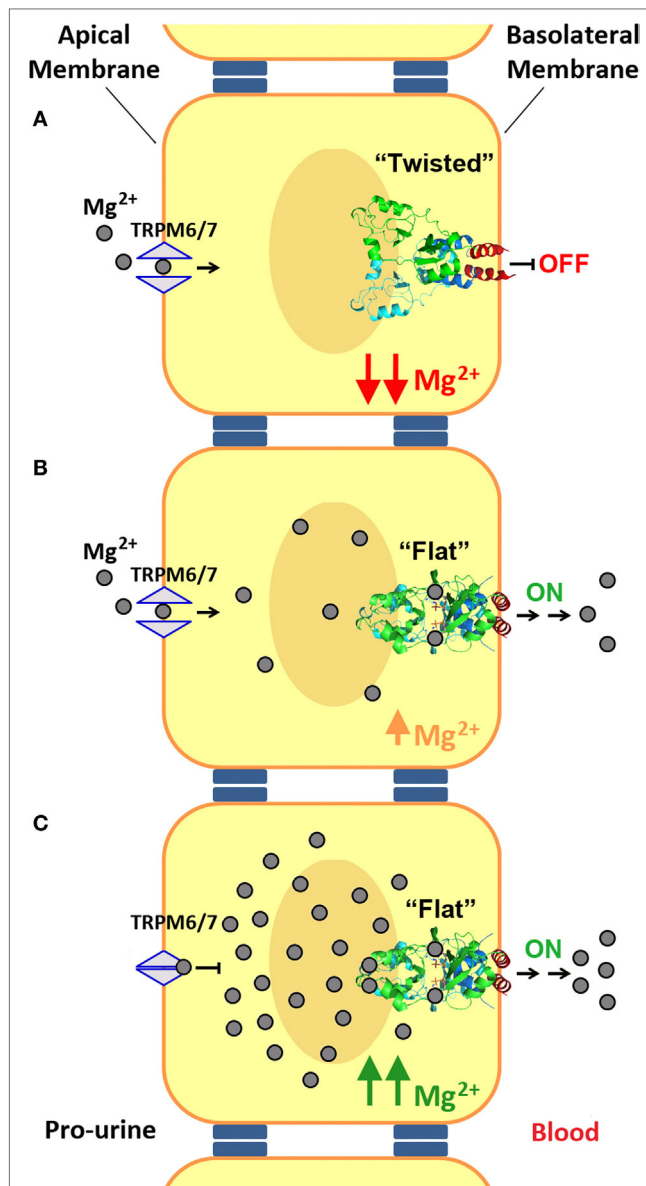 Apical
Membrane
Basolateral
Membrane
A
"Twisted"
Mg²⁺
TRPM6/7
OFF
Mg²⁺
B
Mg²⁺
TRPM6/7
"Flat"
ON
Mg²⁺
C
TRPM6/7
"Flat"
ON
Mg²⁺
Pro-urine
Blood